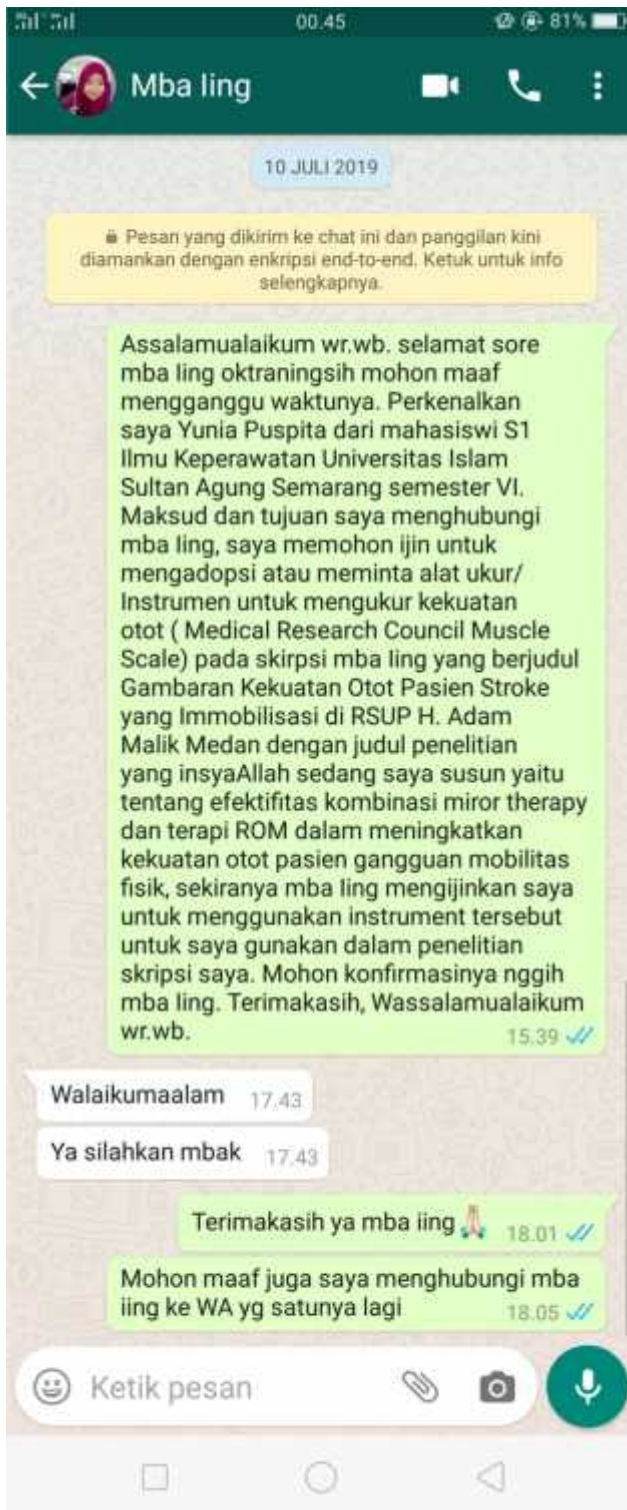 00.45
81%
Mba Iing
10 JULI 2019
Pesan yang dikirim ke chat ini dan panggilan kini
diamankan dengan enkripsi end-to-end. Ketuk untuk info
selengkapnya.
Assalamualaikum wr.wb. selamat sore
mba Iing oktraningsih mohon maaf
mengganggu waktunya. Perkenalkan
saya Yunia Puspita dari mahasiswi S1
Ilmu Keperawatan Universitas Islam
Sultan Agung Semarang semester VI.
Maksud dan tujuan saya menghubungi
mba Iing, saya memohon ijin untuk
mengadopsi atau meminta alat ukur/
Instrumen untuk mengukur kekuatan
otot ( Medical Research Council Muscle
Scale) pada skirpsi mba Iing yang berjudul
Gambaran Kekuatan Otot Pasien Stroke
yang Immobilisasi di RSUP H. Adam
Malik Medan dengan judul penelitian
yang insyaAllah sedang saya susun yaitu
tentang efektifitas kombinasi miror therapy
dan terapi ROM dalam meningkatkan
kekuatan otot pasien gangguan mobilitas
fisik, sekiranya mba Iing mengijinkan saya
untuk menggunakan instrument tersebut
untuk saya gunakan dalam penelitian
skripsi saya. Mohon konfirmasinya nggih
mba Iing. Terimakasih, Wassalamualaikum
wr.wb. 15.39
Walaikumaalam 17.43
Ya silahkan mbak 17.43
Terimakasih ya mba iing🙏🏻 18.01
Mohon maaf juga saya menghubungi mba
iing ke WA yg satunya lagi 18.05
Ketik pesan